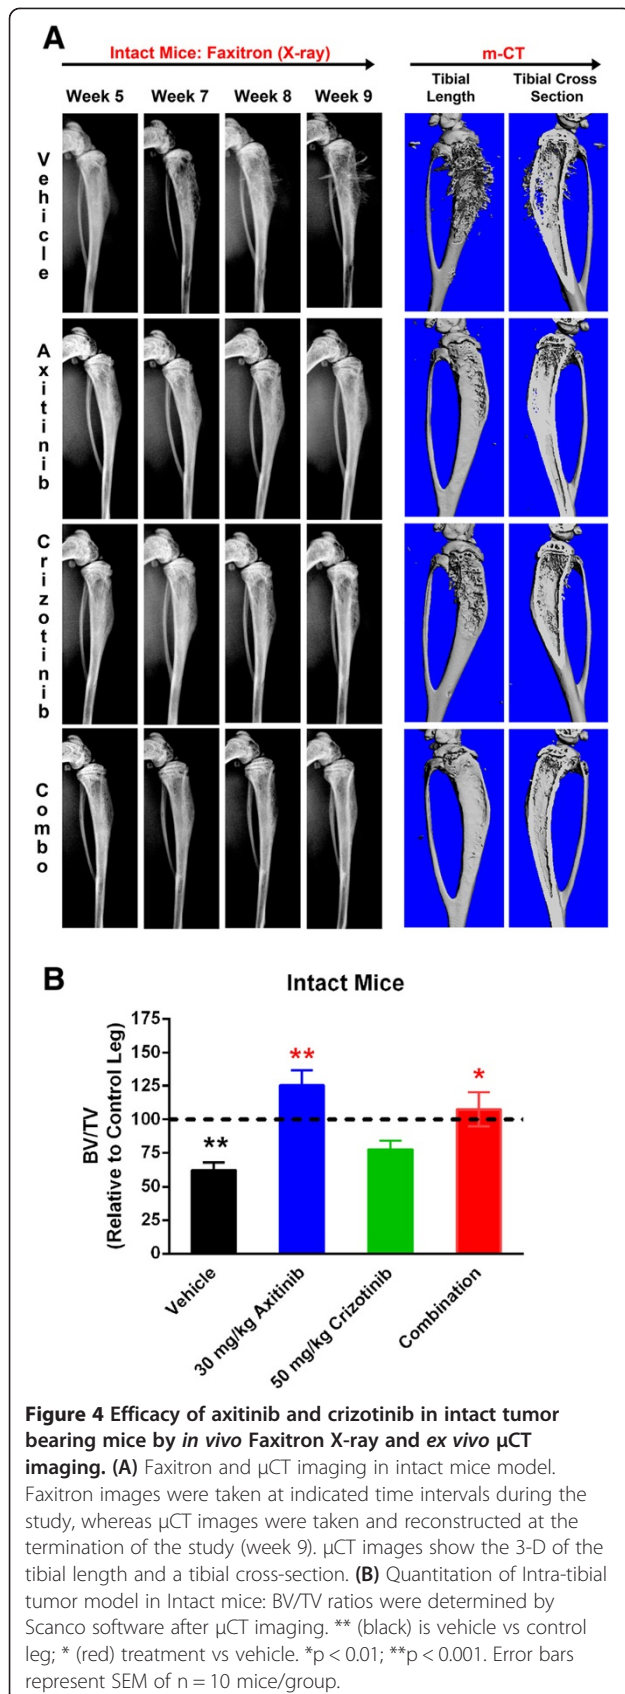 A
Intact Mice: Faxitron (X-ray)
m-CT
Week 5 Week 7 Week 8 Week 9
Tibial Length
Tibial Cross Section
Vehicle
Axitinib
Crizotinib
Combo
B
Intact Mice
BV/TV
(Relative to Control Leg)
175
150
125
100
75
50
25
0
**
**
*
Vehicle
30 mg/kg Axitinib
50 mg/kg Crizotinib
Combination
Figure 4 Efficacy of axitinib and crizotinib in intact tumor
bearing mice by in vivo Faxitron X-ray and ex vivo μCT
imaging. (A) Faxitron and μCT imaging in intact mice model.
Faxitron images were taken at indicated time intervals during the
study, whereas μCT images were taken and reconstructed at the
termination of the study (week 9). μCT images show the 3-D of the
tibial length and a tibial cross-section. (B) Quantitation of Intra-tibial
tumor model in Intact mice: BV/TV ratios were determined by
Scanco software after μCT imaging. ** (black) is vehicle vs control
leg; * (red) treatment vs vehicle. *p < 0.01; **p < 0.001. Error bars
represent SEM of n = 10 mice/group.